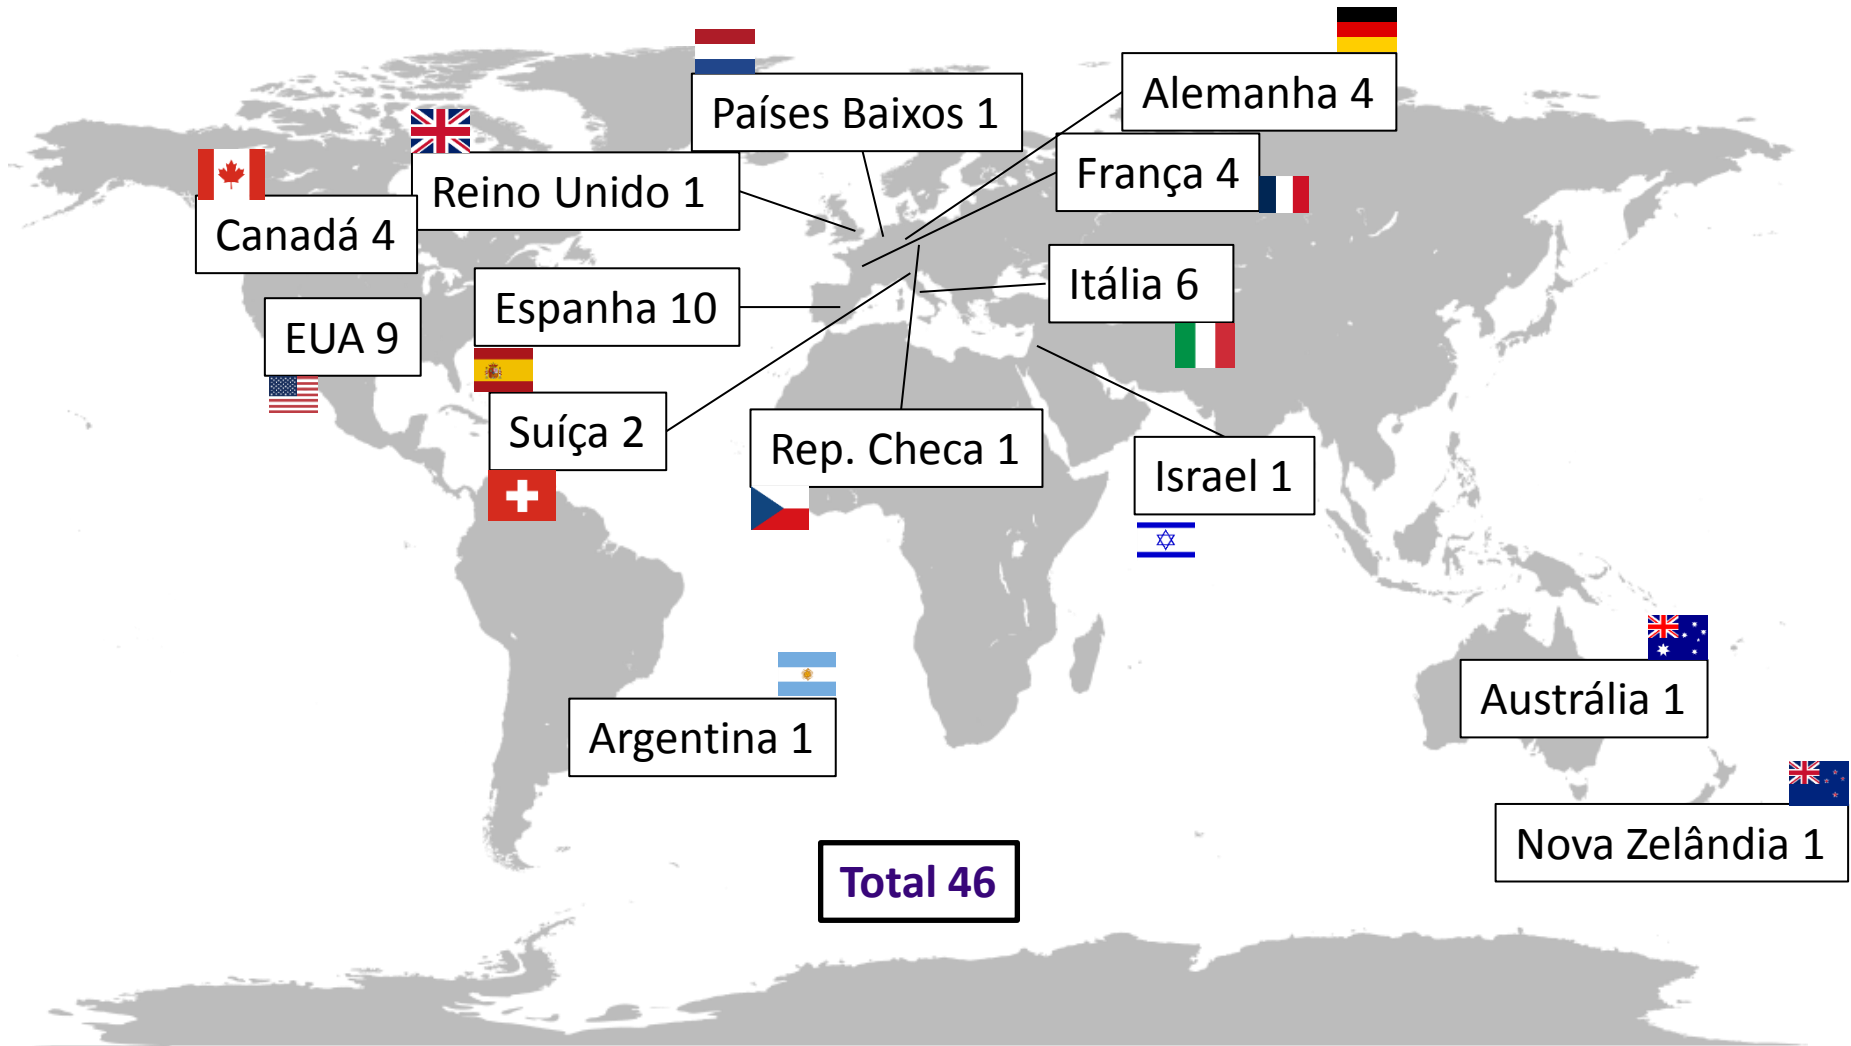 Países Baixos 1
Alemanha 4
França 4
Reino Unido 1
Canadá 4
Itália 6
Espanha 10
EUA 9
Suíça 2
Rep. Checa 1
Israel 1
Austrália 1
Argentina 1
Nova Zelândia 1
Total 46